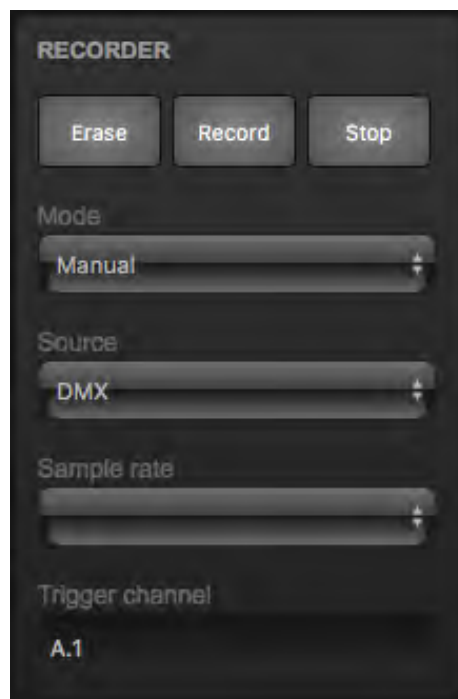 RECORDER
Erase Record Stop
Mode
Manual
Source
DMX
Sample rate
Trigger channel
A.1